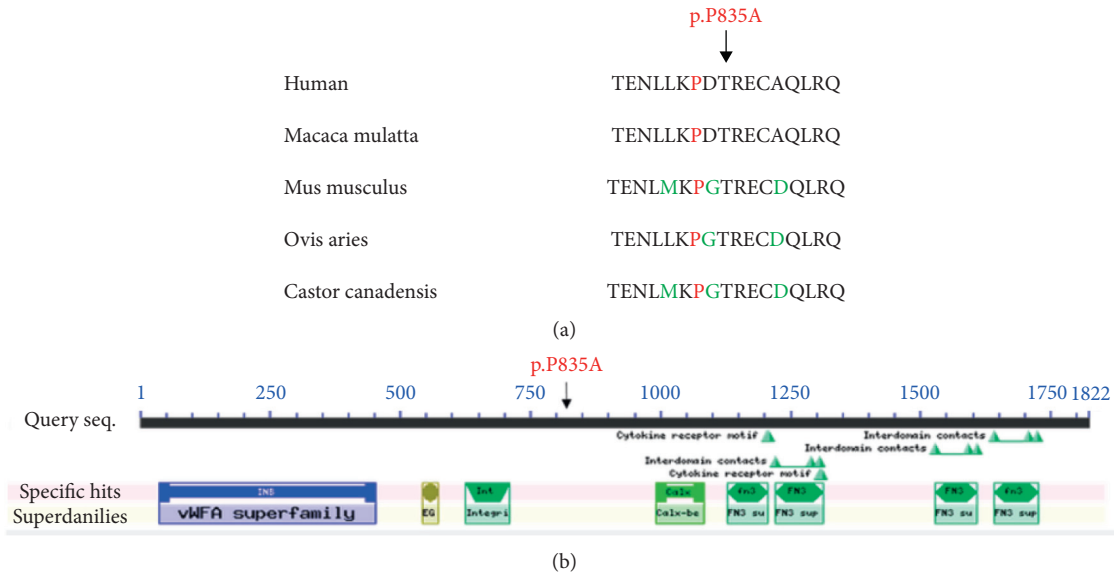 p.P835A
Human TENLLKPDTRECAQLRQ
Macaca mulatta TENLLKPDTRECAQLRQ
Mus musculus TENLMKPGTRECDQLRQ
Ovis aries TENLLKPGTRECDQLRQ
Castor canadensis TENLMKPGTRECDQLRQ
(a)
p.P835A
1 250 500 750 1000 1250 1500 1750 1822
Query seq.
Cytokine receptor motif Interdomain contacts
Interdomain contacts
Interdomain contacts
Cytokine receptor motif
Specific hits INB Int Calx fn3 FN3 FN3 fn3
Superdanilies vWFA superfamily EG Integri Calx-be FN3 su FN3 sup FN3 su FN3 sup
(b)